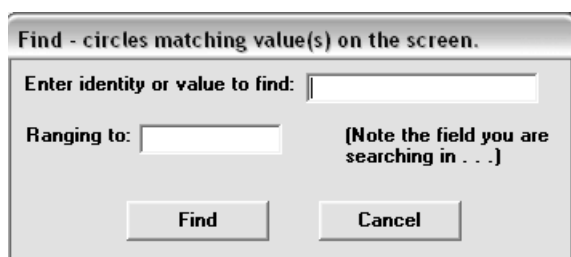 Find - circles matching value(s) on the screen.
Enter identity or value to find:
Ranging to:
(Note the field you are
searching in . . .)
Find
Cancel